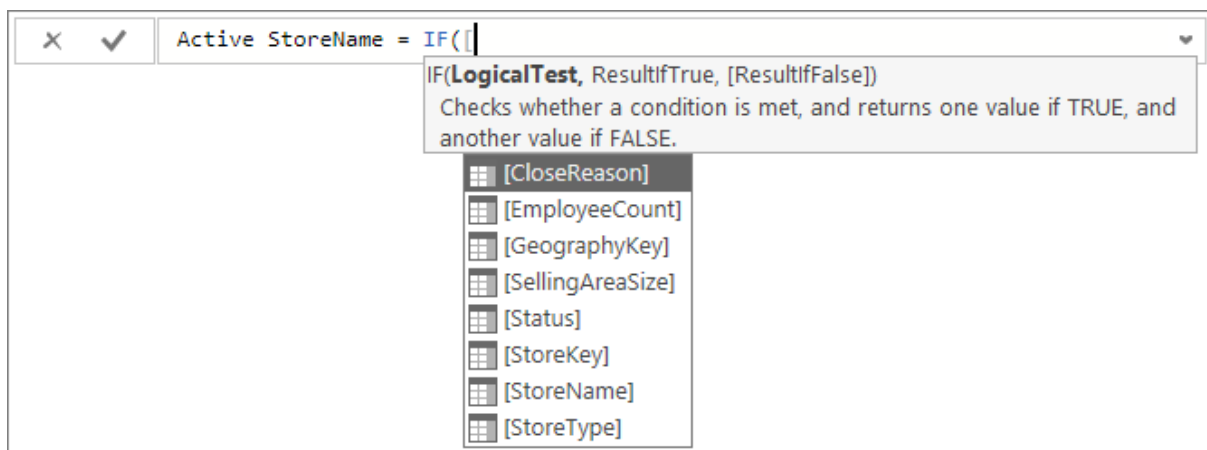 Active StoreName = IF([
IF(LogicalTest, ResultIfTrue, [ResultIfFalse])
Checks whether a condition is met, and returns one value if TRUE, and
another value if FALSE.
[CloseReason]
[EmployeeCount]
[GeographyKey]
[SellingAreaSize]
[Status]
[StoreKey]
[StoreName]
[StoreType]